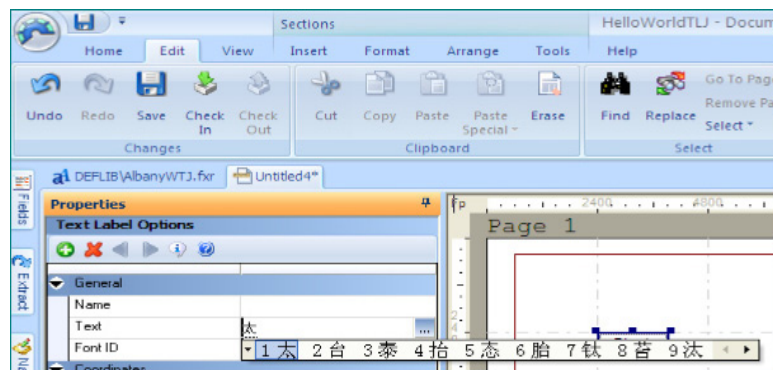 Sections
HelloWorldTLJ - Docum
Home Edit View Insert Format Arrange Tools Help
Undo Redo Save Check In Check Out
Changes
Cut Copy Paste Paste Special Erase
Clipboard
Find Replace Go To Pag
Remove Pa
Select
Select
Fields
Extract
DEFLIB\AlbanyWTJ.fxr
Untitled4*
Properties
Text Label Options
General
Name
Text 太
Font ID
Coordinates
1太 2台 3泰 4抬 5态 6胎 7钛 8苔 9汰
Fp 2400 4800
Page 1